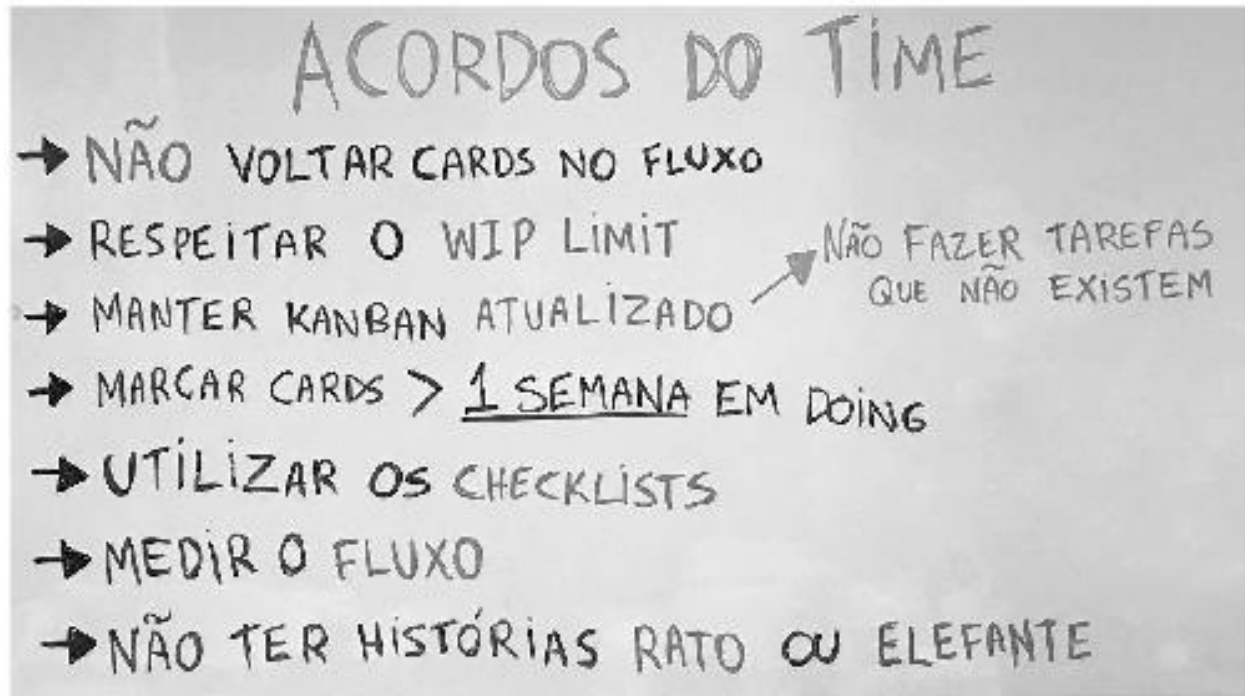 ACORDOS DO TIME
→ NÃO VOLTAR CARDS NO FLUXO
→ RESPEITAR O WIP LIMIT
→ MANTER KANBAN ATUALIZADO → NÃO FAZER TAREFAS
QUE NÃO EXISTEM
→ MARCAR CARDS > 1 SEMANA EM DOING
→ UTILIZAR OS CHECKLISTS
→ MEDIR O FLUXO
→ NÃO TER HISTÓRIAS RATO OU ELEFANTE